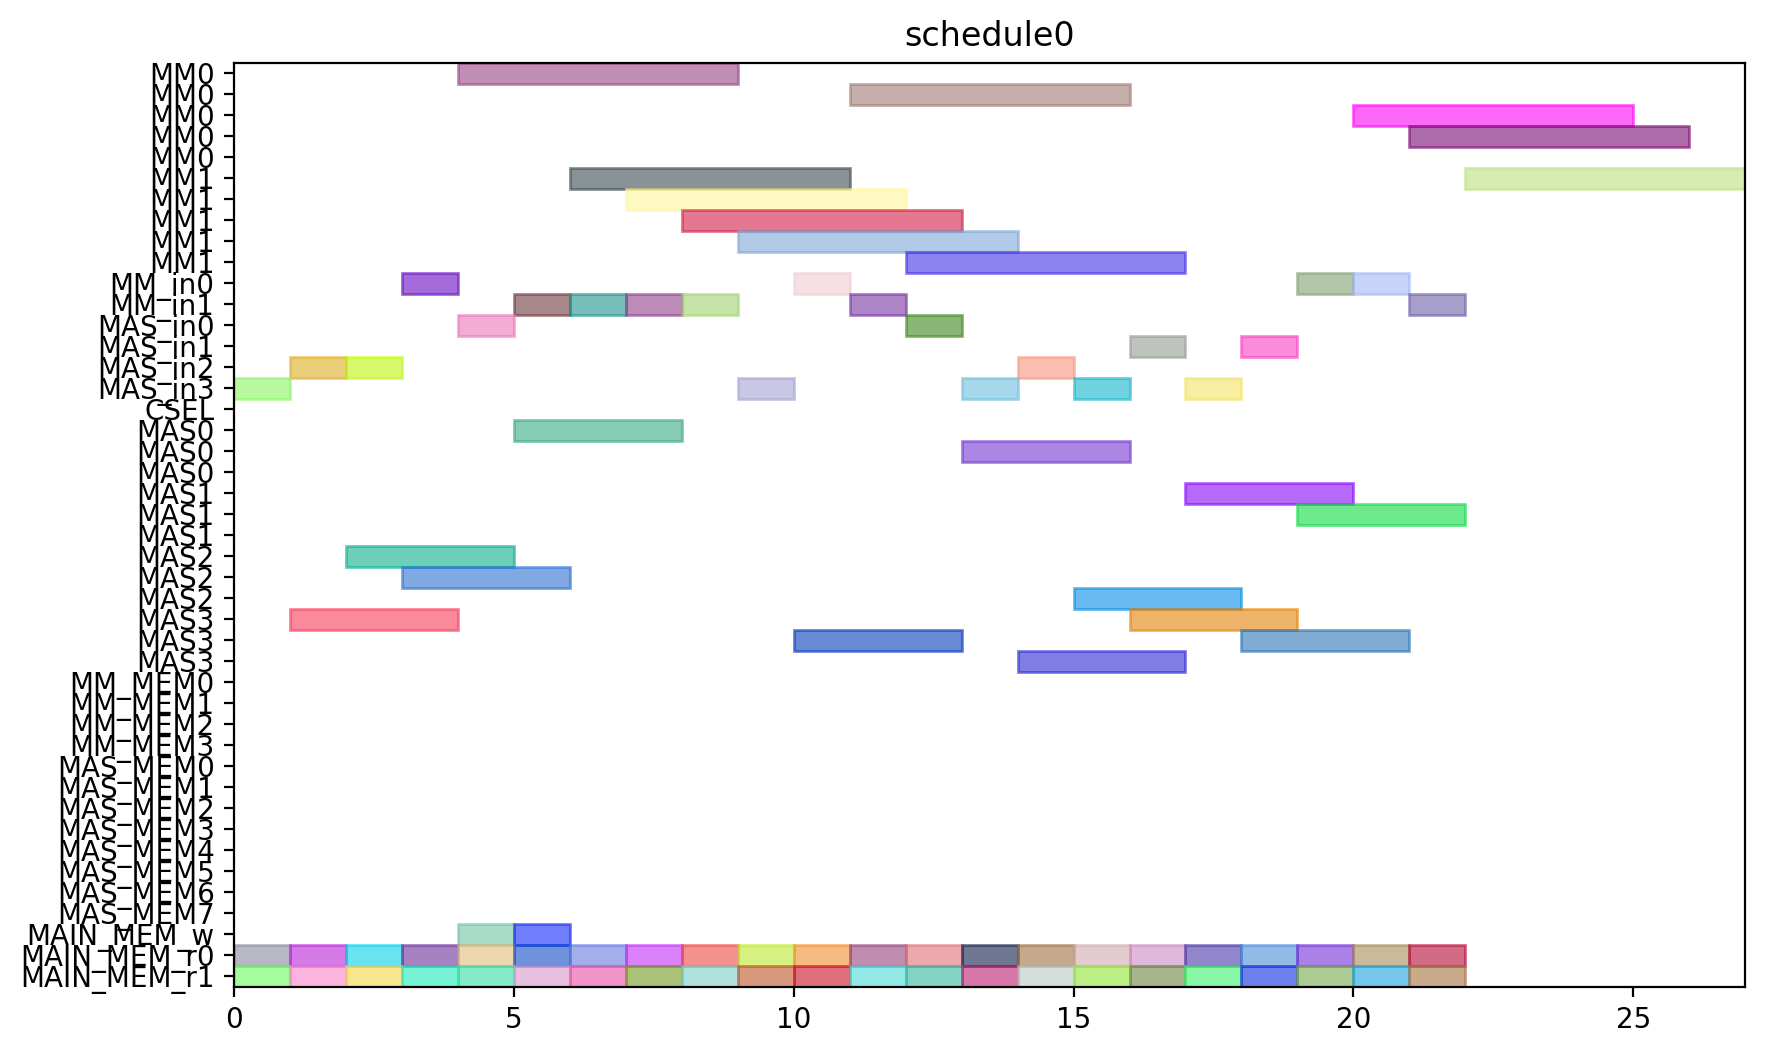 schedule0
MM0
MM0
MM0
MM0
MM0
MM1
MM1
MM1
MM1
MM1
MM_in0
MM_in1
MAS_in0
MAS_in1
MAS_in2
MAS_in3
CSEL
MAS0
MAS0
MAS0
MAS1
MAS1
MAS1
MAS2
MAS2
MAS2
MAS3
MAS3
MAS3
MM_MEM0
MM_MEM1
MM_MEM2
MM_MEM3
MAS_MEM0
MAS_MEM1
MAS_MEM2
MAS_MEM3
MAS_MEM4
MAS_MEM5
MAS_MEM6
MAS_MEM7
MAIN_MEM_w
MAIN_MEM_r0
MAIN_MEM_r1
0 5 10 15 20 25